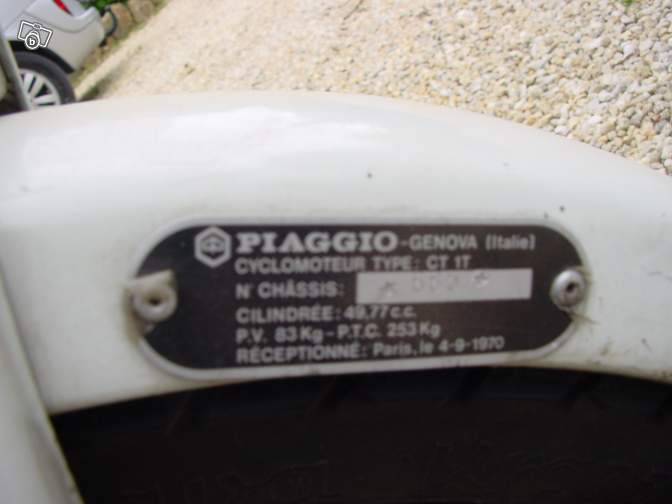 PIAGGIO - GENOVA (Italie)
CYCLOMOTEUR TYPE: CT 1T
N° CHÂSSIS:
CILINDRÉE: 49,77 c.c.
P.V. 83 Kg - P.T.C. 253 Kg
RÉCEPTIONNÉ: Paris, le 4-9-1970